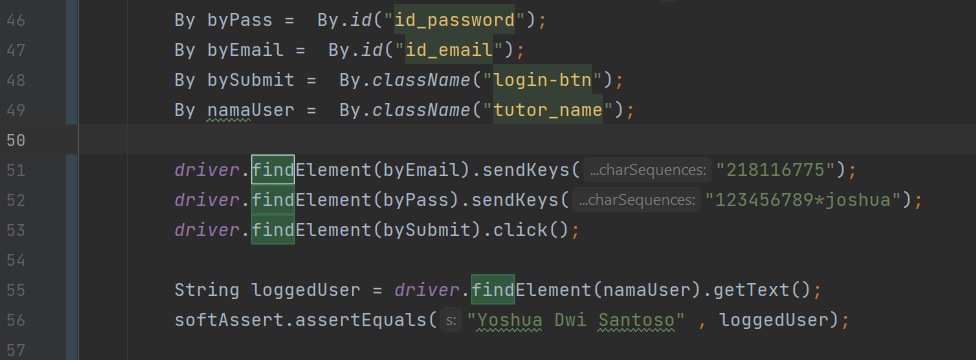 46 By byPass =  By.id("id_password");
47 By byEmail =  By.id("id_email");
48 By bySubmit =  By.className("login-btn");
49 By namaUser =  By.className("tutor_name");
50
51 driver.findElement(byEmail).sendKeys( ...charSequences: "218116775");
52 driver.findElement(byPass).sendKeys( ...charSequences: "123456789*joshua");
53 driver.findElement(bySubmit).click();
54
55 String loggedUser = driver.findElement(namaUser).getText();
56 softAssert.assertEquals( s: "Yoshua Dwi Santoso" , loggedUser);
57